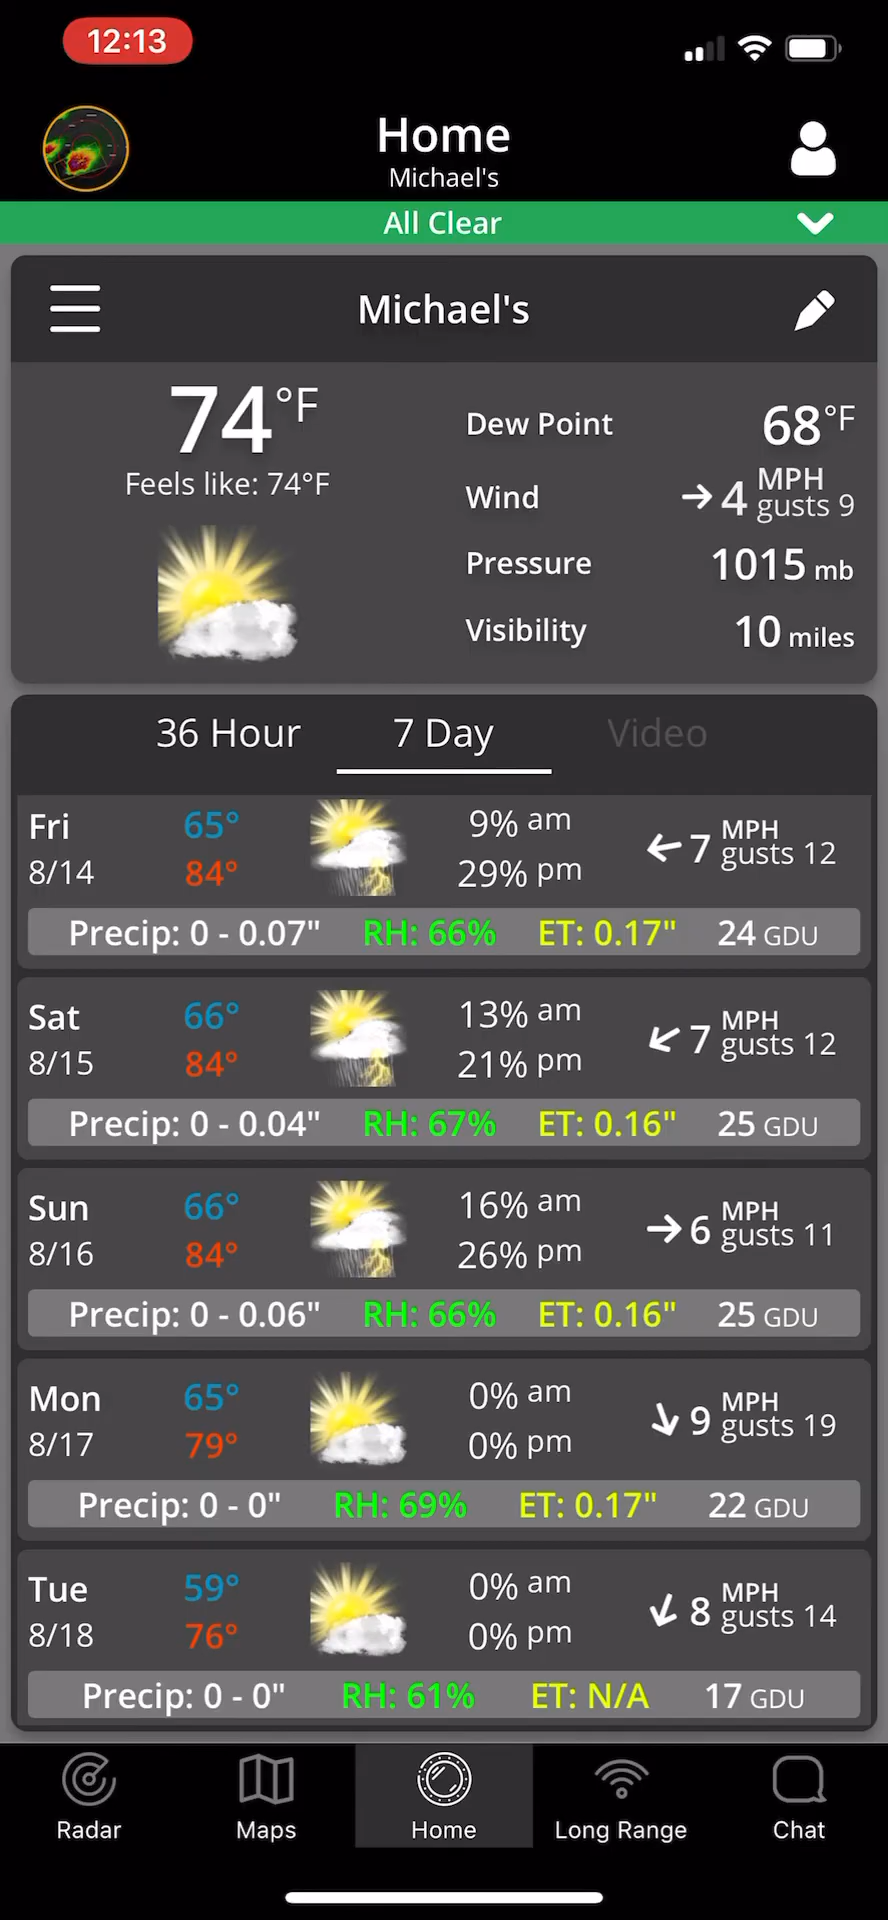 12:13
Home
Michael's
All Clear
Michael's
74°F
Feels like: 74°F
Dew Point 68°F
Wind 4 MPH gusts 9
Pressure 1015 mb
Visibility 10 miles
36 Hour 7 Day Video
Fri 65° 9% am 7 MPH
8/14 84° 29% pm gusts 12
Precip: 0 - 0.07" RH: 66% ET: 0.17" 24 GDU
Sat 66° 13% am 7 MPH
8/15 84° 21% pm gusts 12
Precip: 0 - 0.04" RH: 67% ET: 0.16" 25 GDU
Sun 66° 16% am 6 MPH
8/16 84° 26% pm gusts 11
Precip: 0 - 0.06" RH: 66% ET: 0.16" 25 GDU
Mon 65° 0% am 9 MPH
8/17 79° 0% pm gusts 19
Precip: 0 - 0" RH: 69% ET: 0.17" 22 GDU
Tue 59° 0% am 8 MPH
8/18 76° 0% pm gusts 14
Precip: 0 - 0" RH: 61% ET: N/A 17 GDU
Radar Maps Home Long Range Chat